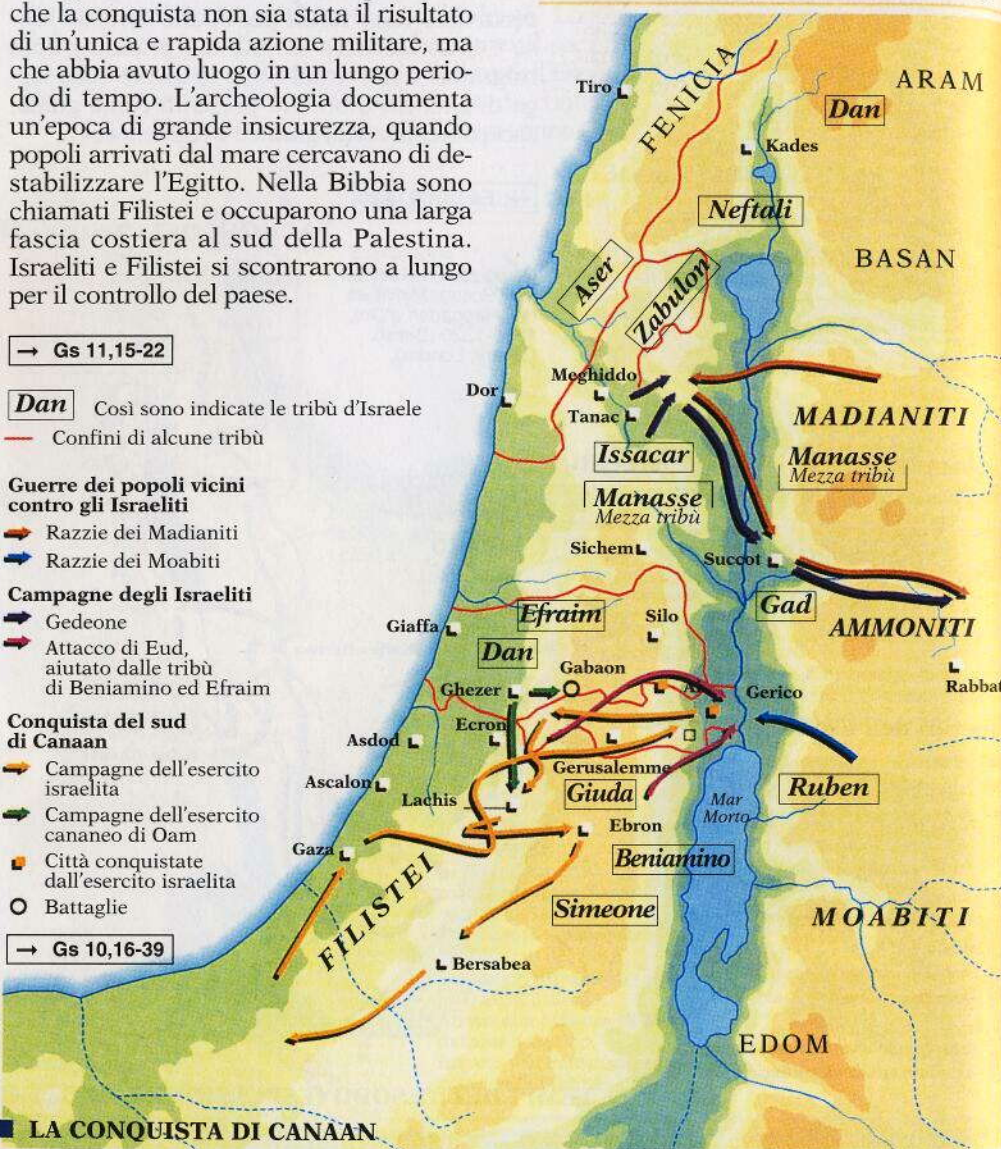 che la conquista non sia stata il risultato
di un'unica e rapida azione militare, ma
che abbia avuto luogo in un lungo perio-
do di tempo. L'archeologia documenta
un'epoca di grande insicurezza, quando
popoli arrivati dal mare cercavano di de-
stabilizzare l'Egitto. Nella Bibbia sono
chiamati Filistei e occuparono una larga
fascia costiera al sud della Palestina.
Israeliti e Filistei si scontrarono a lungo
per il controllo del paese.
→ Gs 11,15-22
Dan Così sono indicate le tribù d'Israele
Confini di alcune tribù
Guerre dei popoli vicini
contro gli Israeliti
Razzie dei Madianiti
Razzie dei Moabiti
Campagne degli Israeliti
Gedeone
Attacco di Eud,
aiutato dalle tribù
di Beniamino ed Efraim
Conquista del sud
di Canaan
Campagne dell'esercito
israelita
Campagne dell'esercito
cananeo di Oam
Città conquistate
dall'esercito israelita
Battaglie
→ Gs 10,16-39
FENICIA
ARAM
Tiro
Dan
Kades
Neftali
BASAN
Aser
Zabulon
Dor
Meghiddo
Tanac
MADIANITI
Issacar
Manasse
Mezza tribù
Manasse
Mezza tribù
Sichem
Succot
Gad
AMMONITI
Efraim
Silo
Giaffa
Dan
Gabaon
Rabbat
Ghezer
Gerico
Ecron
Asdod
Gerusalemme
Ascalon
Giuda
Ruben
Lachis
Mar
Morto
Ebron
Gaza
Beniamino
FILISTEI
Simeone
MOABITI
Bersabea
EDOM
LA CONQUISTA DI CANAAN